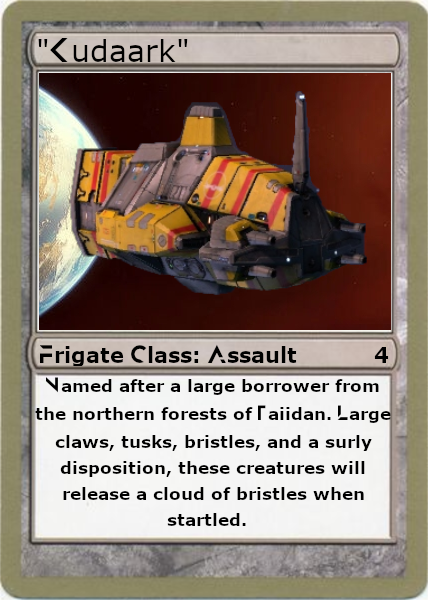 "Kudaark"
Frigate Class: Assault 4
Named after a large borrower from
the northern forests of Taiidan. Large
claws, tusks, bristles, and a surly
disposition, these creatures will
release a cloud of bristles when
startled.